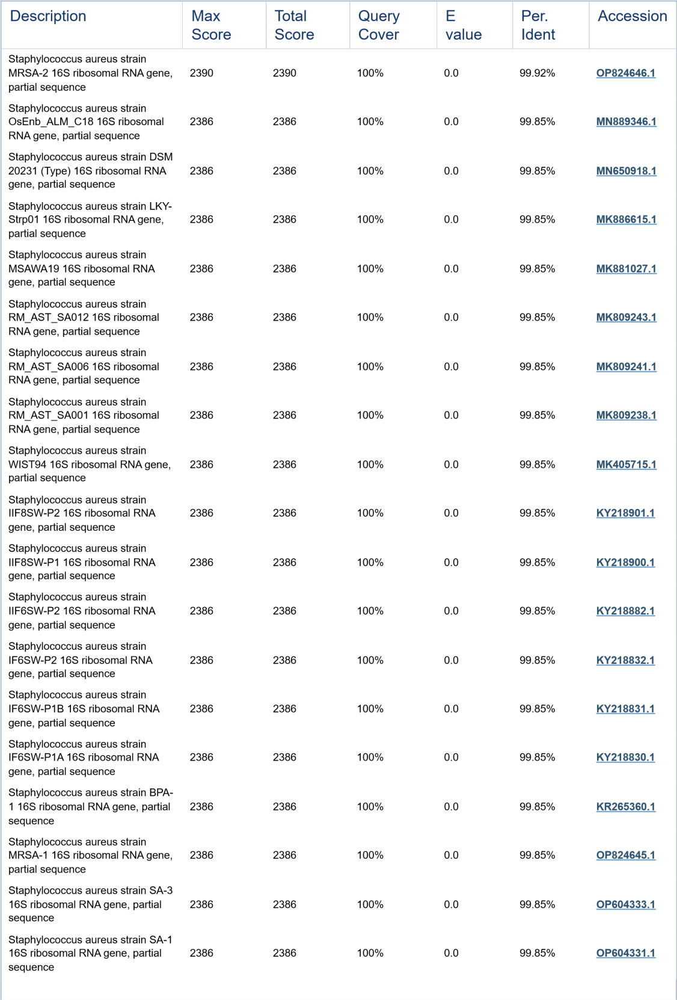 Description Max Score Total Score Query Cover E value Per. Ident Accession
Staphylococcus aureus strain
MRSA-2 16S ribosomal RNA gene, 2390 2390 100% 0.0 99.92% OP824646.1
partial sequence
Staphylococcus aureus strain
OsEnb_ALM_C18 16S ribosomal 2386 2386 100% 0.0 99.85% MN889346.1
RNA gene, partial sequence
Staphylococcus aureus strain DSM
20231 (Type) 16S ribosomal RNA 2386 2386 100% 0.0 99.85% MN650918.1
gene, partial sequence
Staphylococcus aureus strain LKY-
Strp01 16S ribosomal RNA gene, 2386 2386 100% 0.0 99.85% MK886615.1
partial sequence
Staphylococcus aureus strain
MSAWA19 16S ribosomal RNA 2386 2386 100% 0.0 99.85% MK881027.1
gene, partial sequence
Staphylococcus aureus strain
RM_AST_SA012 16S ribosomal 2386 2386 100% 0.0 99.85% MK809243.1
RNA gene, partial sequence
Staphylococcus aureus strain
RM_AST_SA006 16S ribosomal 2386 2386 100% 0.0 99.85% MK809241.1
RNA gene, partial sequence
Staphylococcus aureus strain
RM_AST_SA001 16S ribosomal 2386 2386 100% 0.0 99.85% MK809238.1
RNA gene, partial sequence
Staphylococcus aureus strain
WIST94 16S ribosomal RNA gene, 2386 2386 100% 0.0 99.85% MK405715.1
partial sequence
Staphylococcus aureus strain
IIF8SW-P2 16S ribosomal RNA 2386 2386 100% 0.0 99.85% KY218901.1
gene, partial sequence
Staphylococcus aureus strain
IIF8SW-P1 16S ribosomal RNA 2386 2386 100% 0.0 99.85% KY218900.1
gene, partial sequence
Staphylococcus aureus strain
IIF6SW-P2 16S ribosomal RNA 2386 2386 100% 0.0 99.85% KY218882.1
gene, partial sequence
Staphylococcus aureus strain
IF6SW-P2 16S ribosomal RNA 2386 2386 100% 0.0 99.85% KY218832.1
gene, partial sequence
Staphylococcus aureus strain
IF6SW-P1B 16S ribosomal RNA 2386 2386 100% 0.0 99.85% KY218831.1
gene, partial sequence
Staphylococcus aureus strain
IF6SW-P1A 16S ribosomal RNA 2386 2386 100% 0.0 99.85% KY218830.1
gene, partial sequence
Staphylococcus aureus strain BPA-
1 16S ribosomal RNA gene, partial 2386 2386 100% 0.0 99.85% KR265360.1
sequence
Staphylococcus aureus strain
MRSA-1 16S ribosomal RNA gene, 2386 2386 100% 0.0 99.85% OP824645.1
partial sequence
Staphylococcus aureus strain SA-3
16S ribosomal RNA gene, partial 2386 2386 100% 0.0 99.85% OP604333.1
sequence
Staphylococcus aureus strain SA-1
16S ribosomal RNA gene, partial 2386 2386 100% 0.0 99.85% OP604331.1
sequence